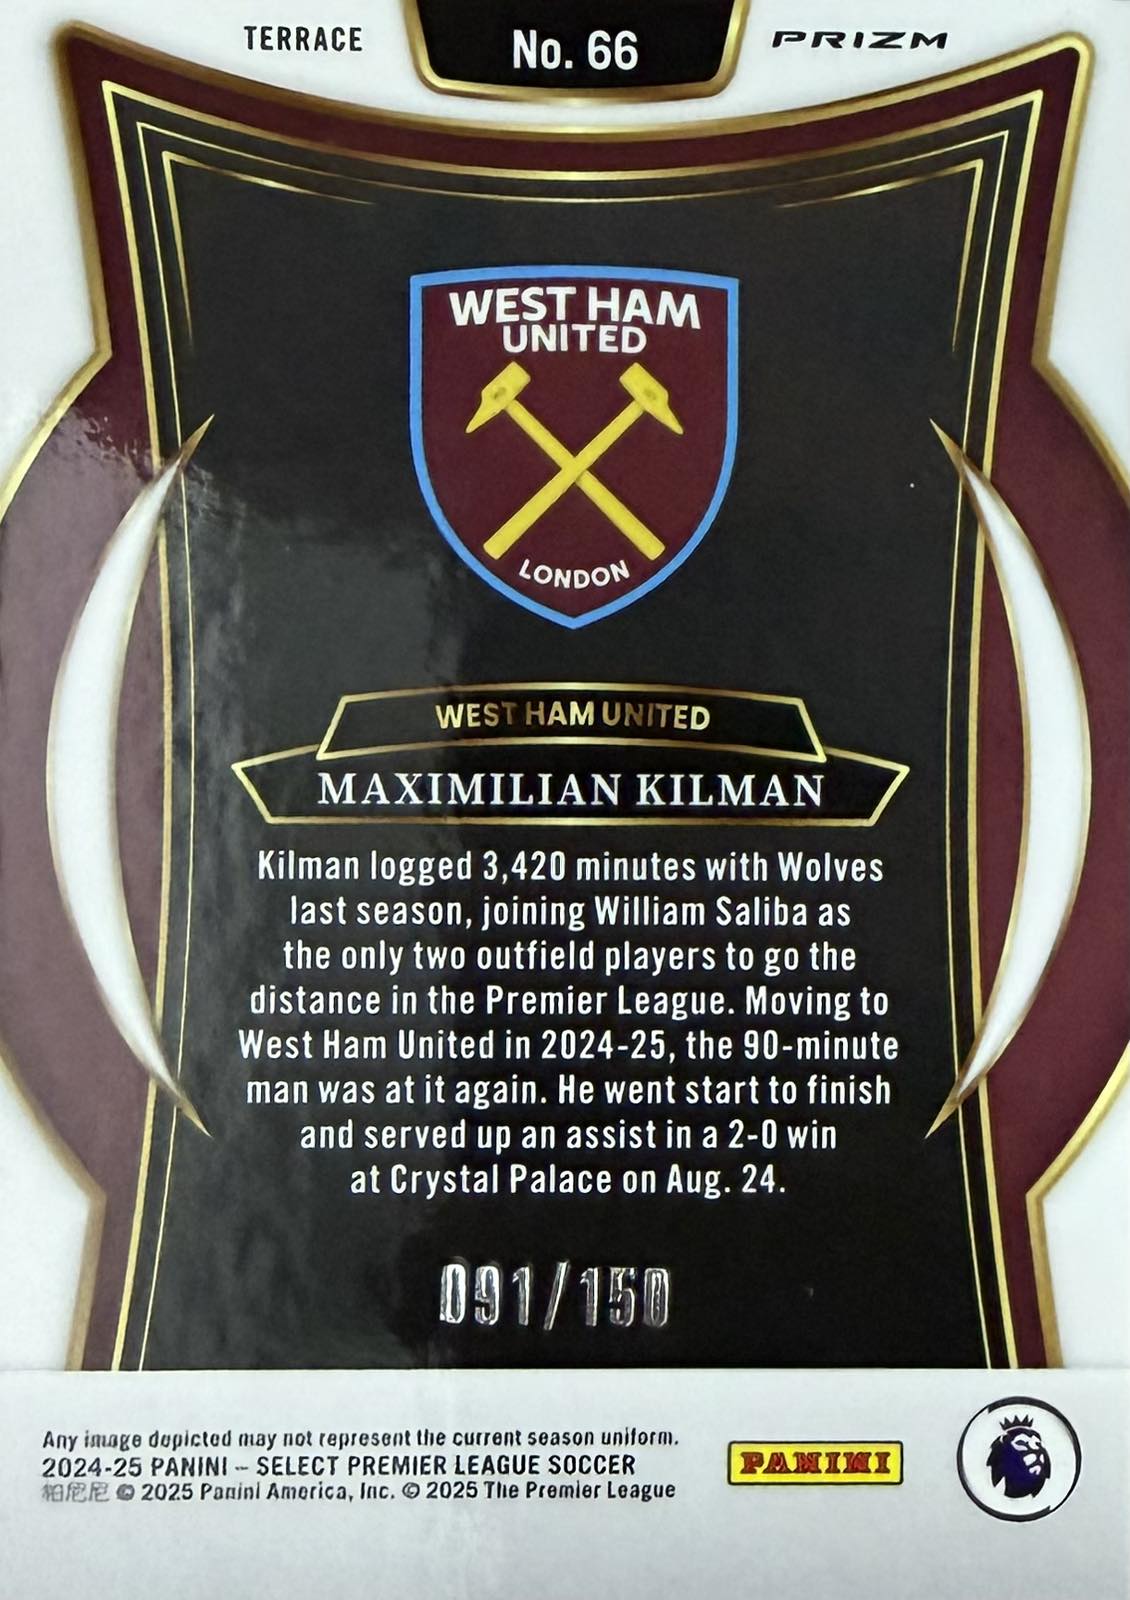 TERRACE
No. 66
PRIZM
WEST HAM
UNITED
LONDON
WEST HAM UNITED
MAXIMILIAN KILMAN
Kilman logged 3,420 minutes with Wolves
last season, joining William Saliba as
the only two outfield players to go the
distance in the Premier League. Moving to
West Ham United in 2024-25, the 90-minute
man was at it again. He went start to finish
and served up an assist in a 2-0 win
at Crystal Palace on Aug. 24.
091/150
Any image depicted may not represent the current season uniform.
2024-25 PANINI – SELECT PREMIER LEAGUE SOCCER
帕尼尼 © 2025 Panini America, Inc. © 2025 The Premier League
PANINI